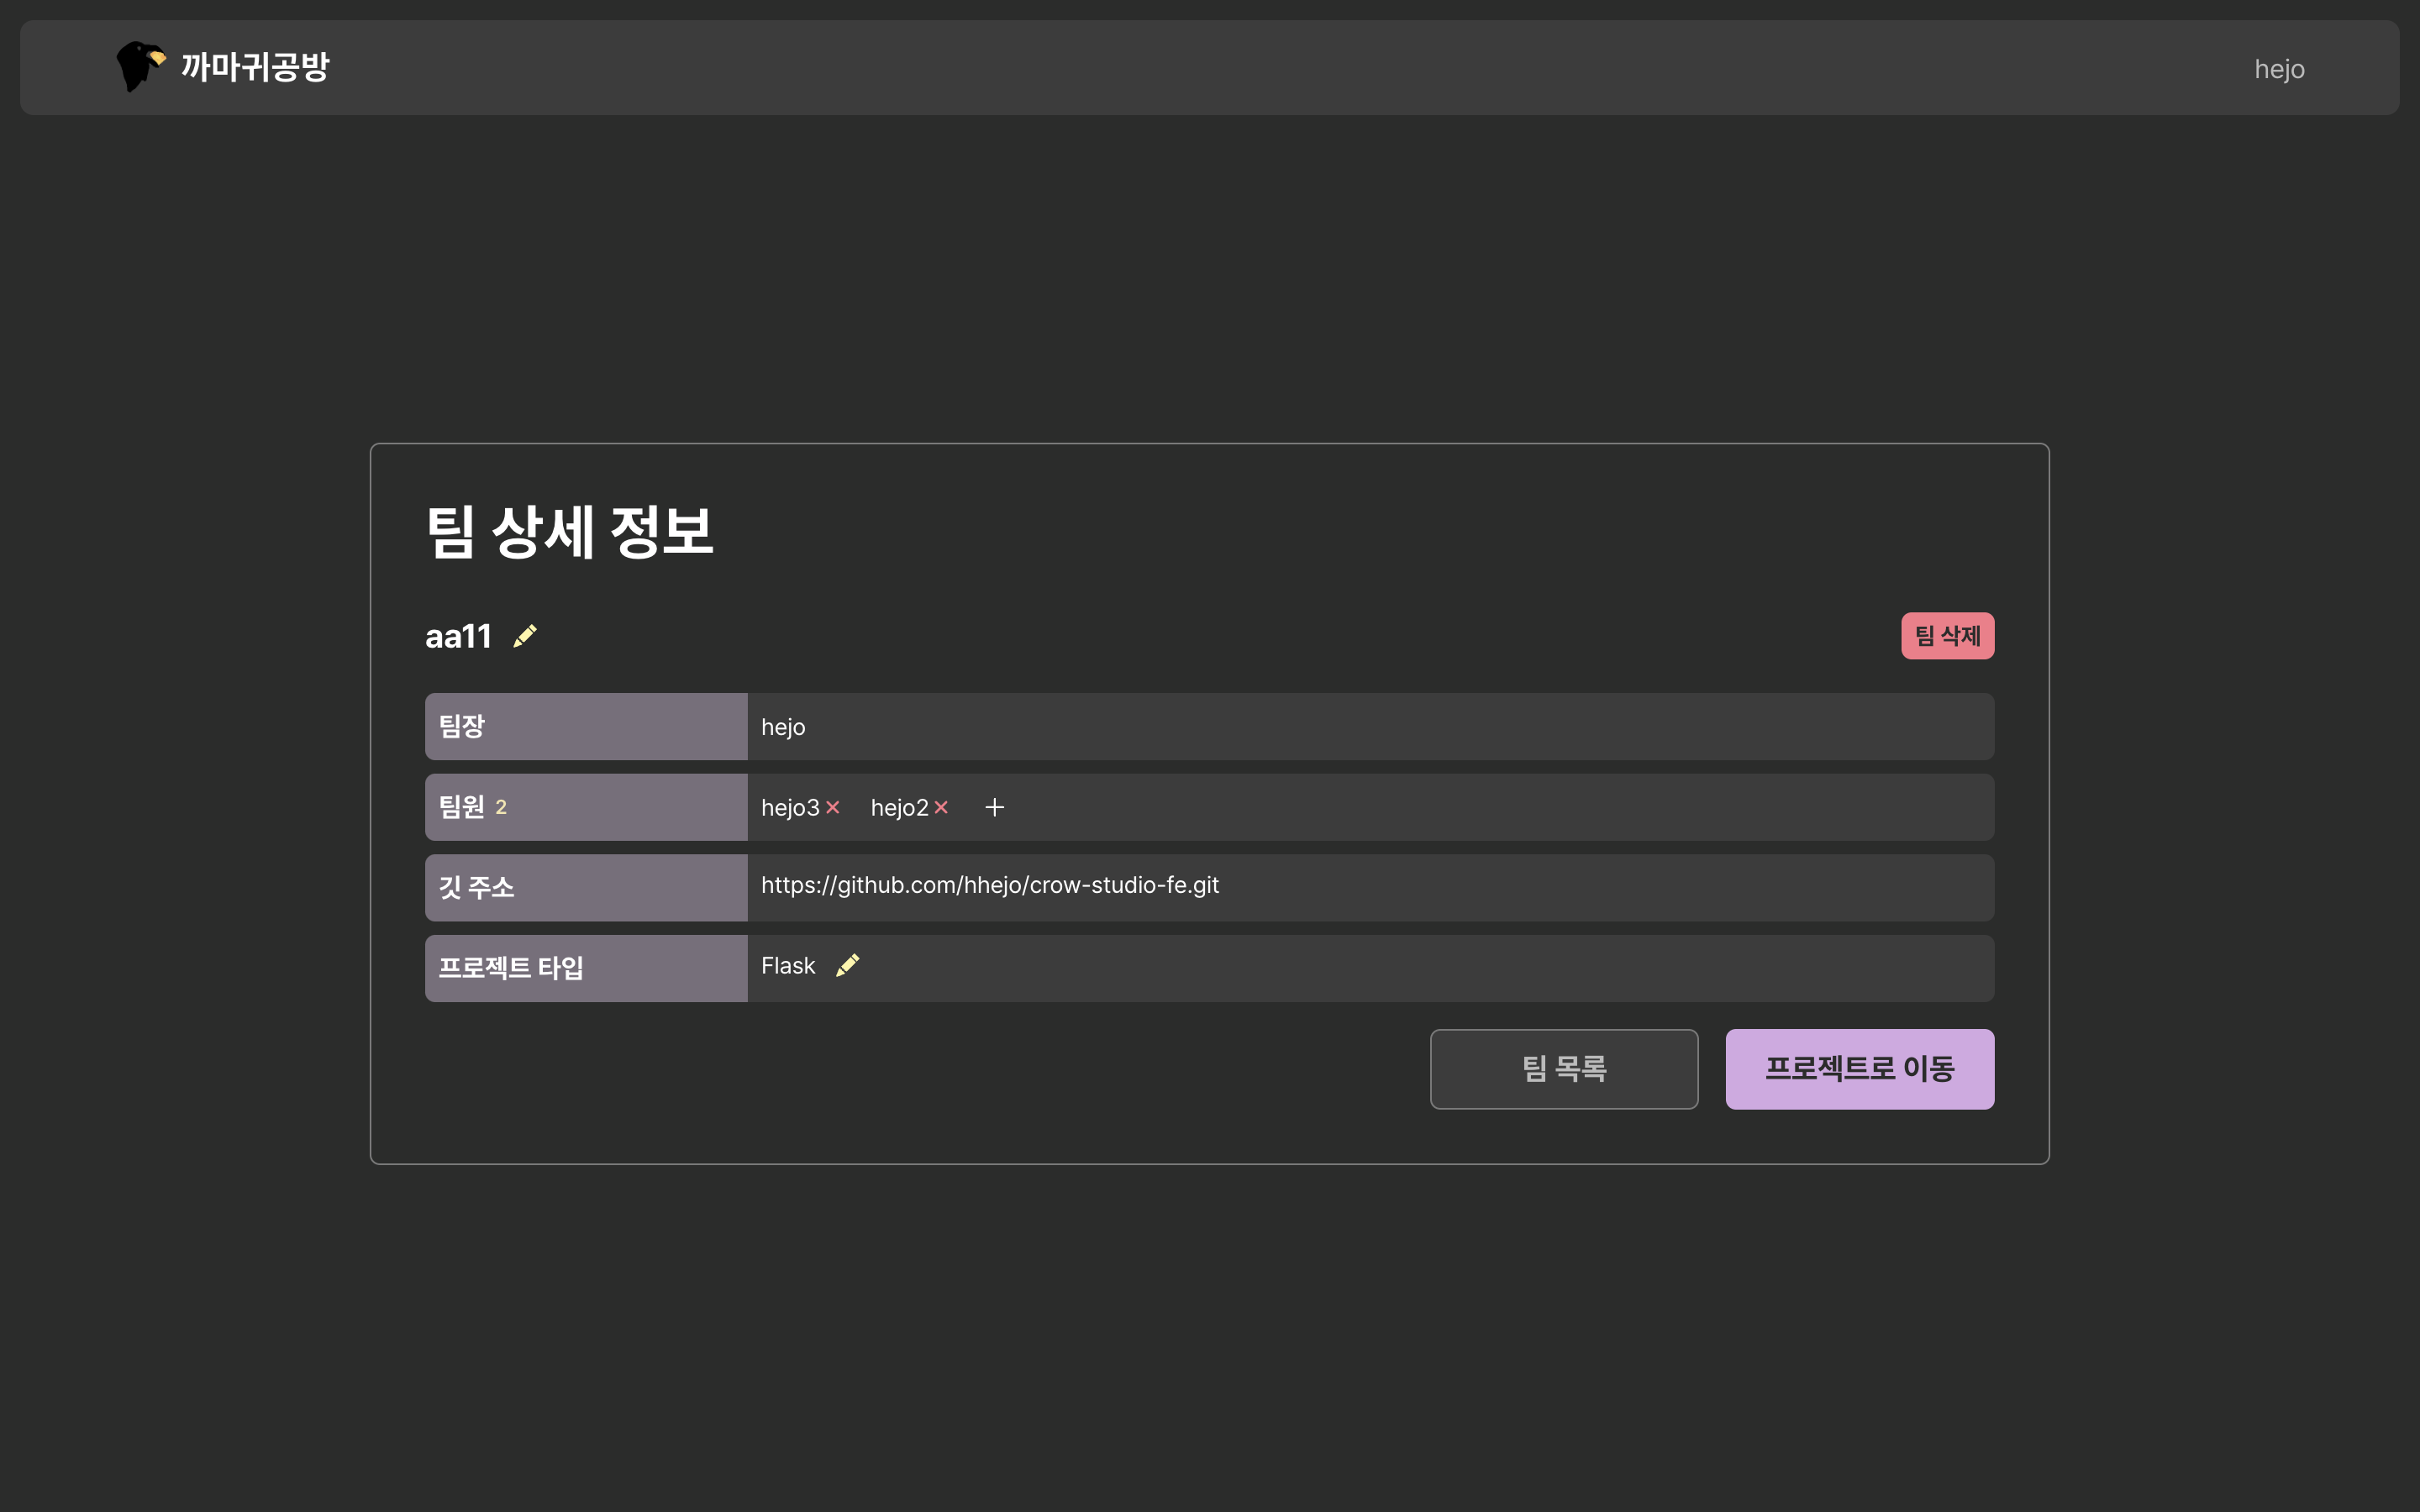 까마귀공방
hejo
팀 상세 정보
aa11
팀 삭제
팀장
hejo
팀원 2
hejo3 hejo2
깃 주소
https://github.com/hhejo/crow-studio-fe.git
프로젝트 타입
Flask
팀 목록
프로젝트로 이동